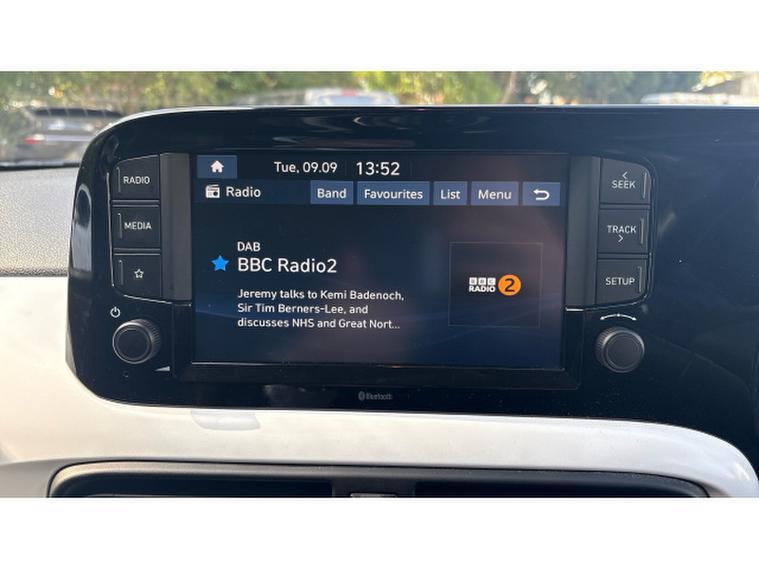 RADIO
MEDIA
Tue, 09.09 13:52
Radio Band Favourites List Menu
DAB
BBC Radio2
Jeremy talks to Kemi Badenoch,
Sir Tim Berners-Lee, and
discusses NHS and Great Nort...
BBC
RADIO 2
SEEK
TRACK
SETUP
Bluetooth